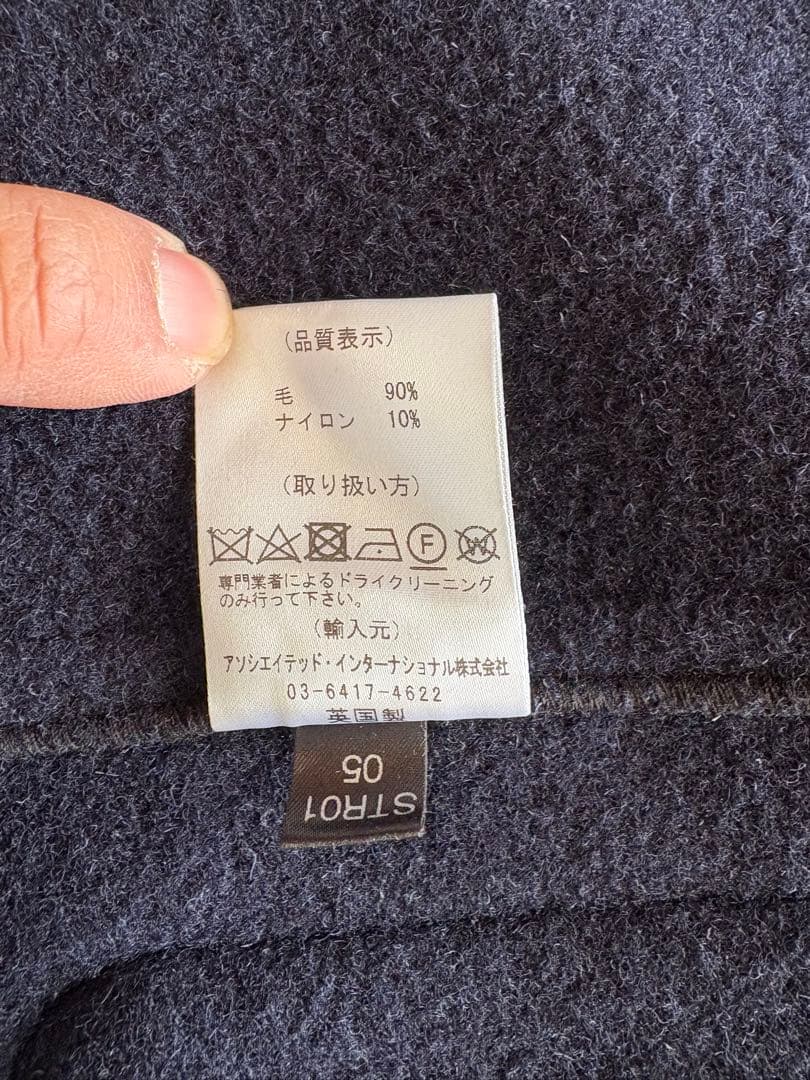 (品質表示)
毛 90%
ナイロン 10%
(取り扱い方)
F W
専門業者によるドライクリーニング
のみ行って下さい。
(輸入元)
アソシエイテッド・インターナショナル株式会社
03-6417-4622
英国製
STR01
05